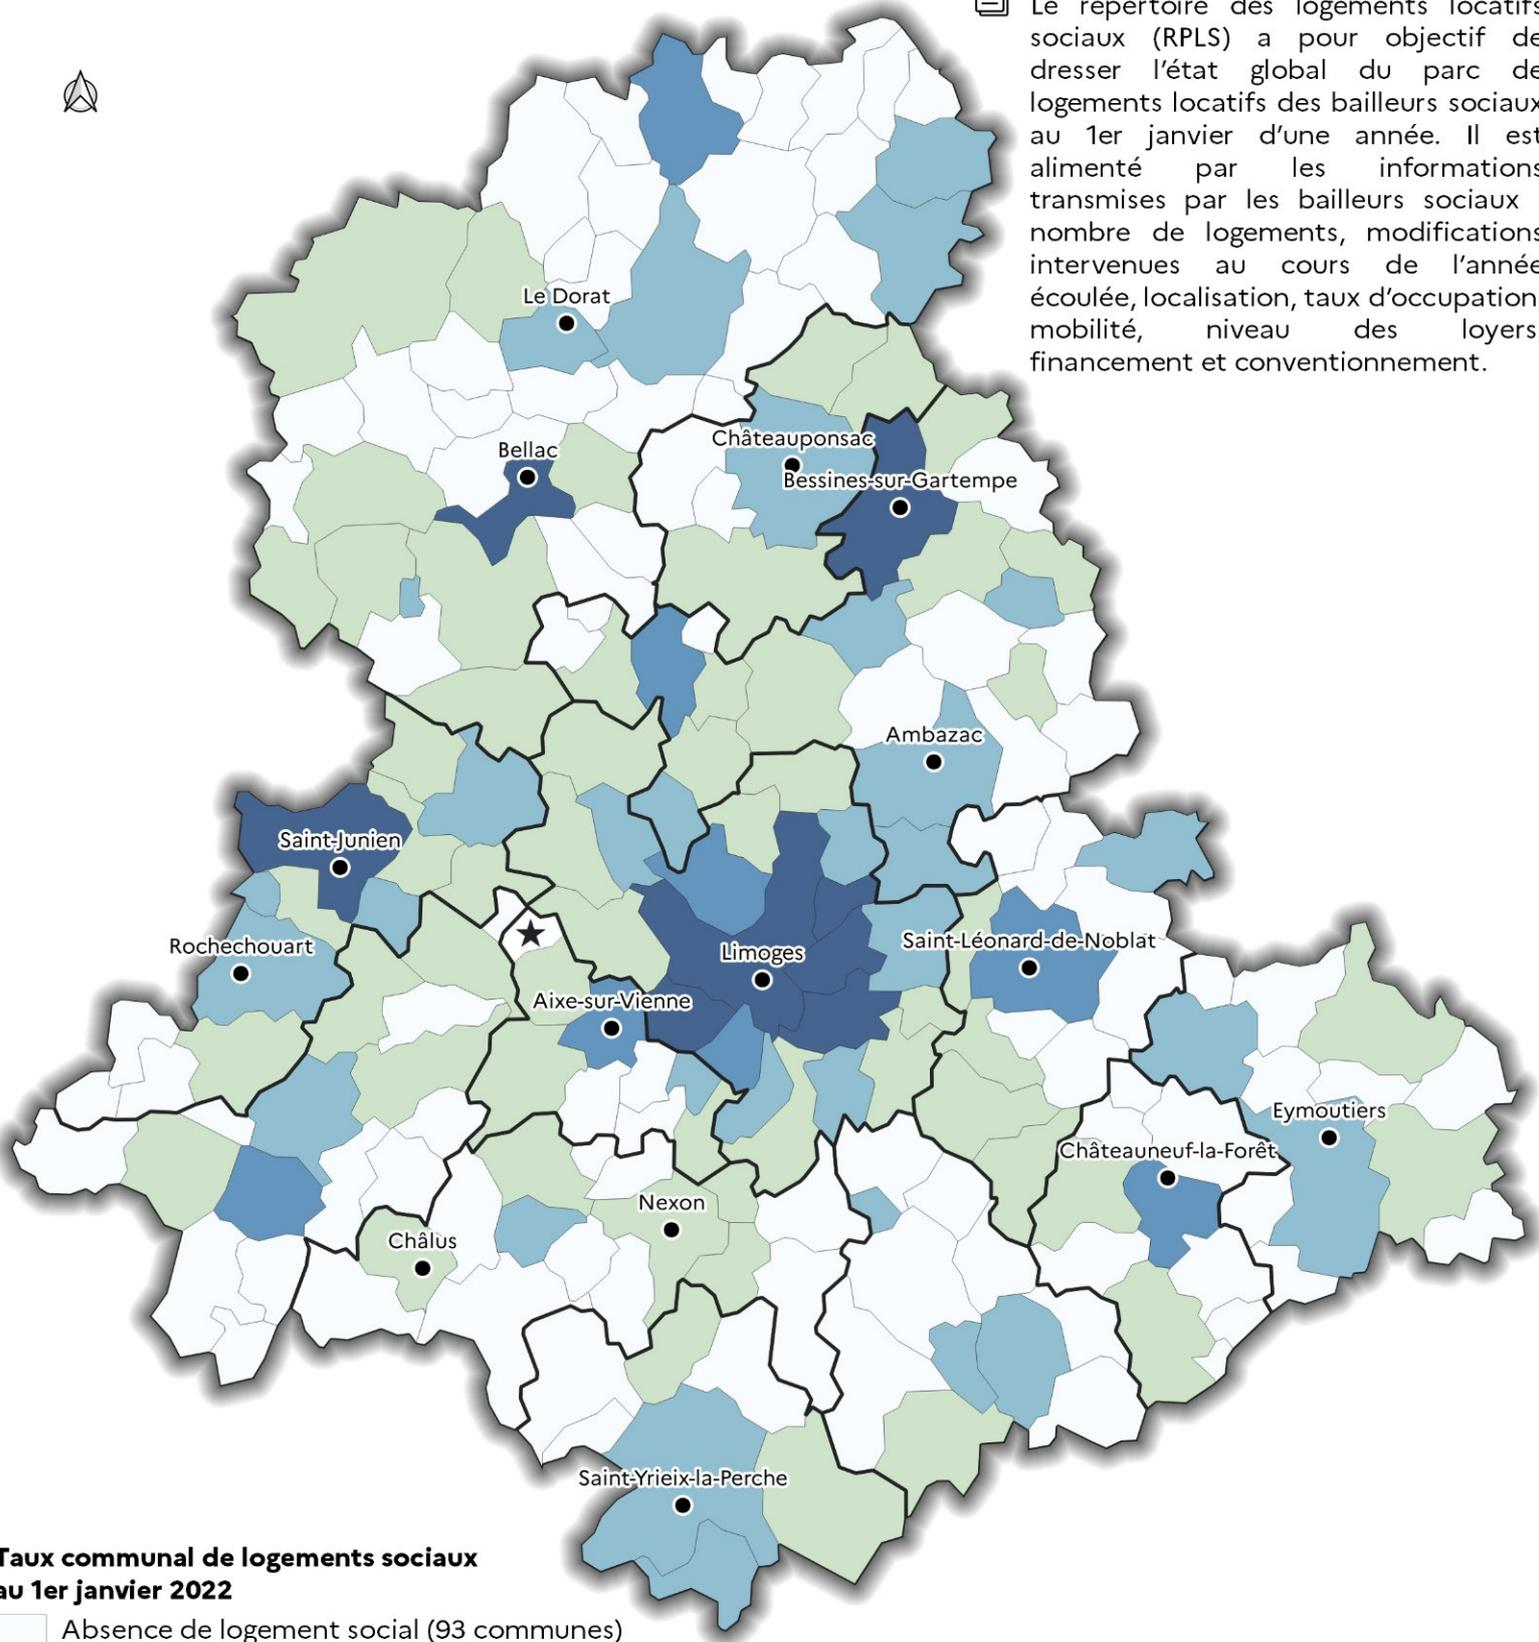 Le répertoire des logements locatifs
sociaux (RPLS) a pour objectif de
dresser l'état global du parc de
logements locatifs des bailleurs sociaux
au 1er janvier d'une année. Il est
alimenté par les informations
transmises par les bailleurs sociaux
nombre de logements, modifications
intervenues au cours de l'année
écoulée, localisation, taux d'occupation
mobilité, niveau des loyers
financement et conventionnement.
Le Dorat
Châteauponsac
Bellac
Bessines-sur-Gartempe
Ambazac
Saint-Junien
Rochechouart
Limoges
Saint-Léonard-de-Noblat
Aixe-sur-Vienne
Eymoutiers
Châteauneuf-la-Forêt
Nexon
Châlus
Saint-Yrieix-la-Perche
Taux communal de logements sociaux
au 1er janvier 2022
Absence de logement social (93 communes)